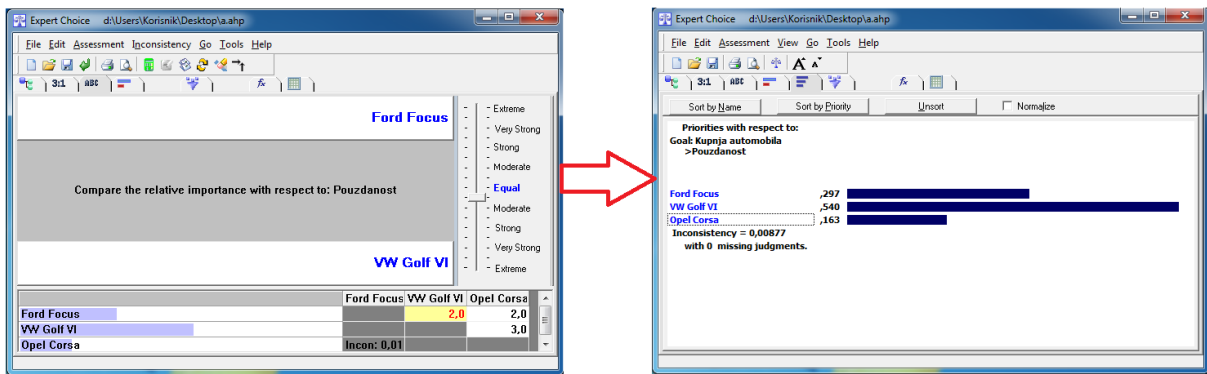 Expert Choice d:\Users\Korisnik\Desktop\a.ahp
File Edit Assessment Inconsistency Go Tools Help
3:1 ABC fx
Ford Focus
Compare the relative importance with respect to: Pouzdanost
VW Golf VI
Extreme
Very Strong
Strong
Moderate
Equal
Moderate
Strong
Very Strong
Extreme
Ford Focus VW Golf VI Opel Corsa
Ford Focus 2,0 2,0
VW Golf VI 3,0
Opel Corsa Incon: 0,01
Expert Choice d:\Users\Korisnik\Desktop\a.ahp
File Edit Assessment View Go Tools Help
A A
3:1 ABC fx
Sort by Name Sort by Priority Unsort Normalize
Priorities with respect to:
Goal: Kupnja automobila
>Pouzdanost
Ford Focus ,297
VW Golf VI ,540
Opel Corsa ,163
Inconsistency = 0,00877
with 0 missing judgments.